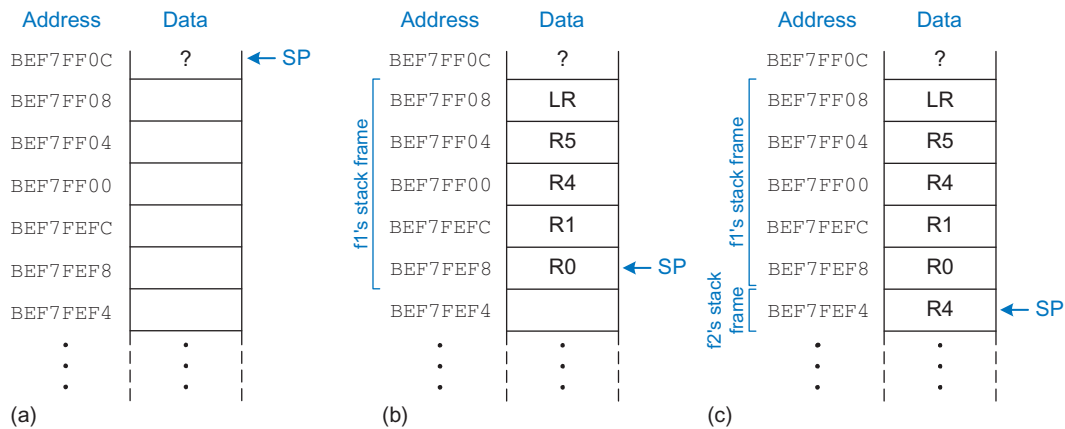 Address Data
BEF7FF0C ? SP
BEF7FF08
BEF7FF04
BEF7FF00
BEF7FEFC
BEF7FEF8
BEF7FEF4
(a)
Address Data
BEF7FF0C ?
BEF7FF08 LR
BEF7FF04 R5
BEF7FF00 R4
BEF7FEFC R1
BEF7FEF8 R0 SP
BEF7FEF4
f1's stack frame
(b)
Address Data
BEF7FF0C ?
BEF7FF08 LR
BEF7FF04 R5
BEF7FF00 R4
BEF7FEFC R1
BEF7FEF8 R0
BEF7FEF4 R4 SP
f1's stack frame
f2's stack
frame
(c)